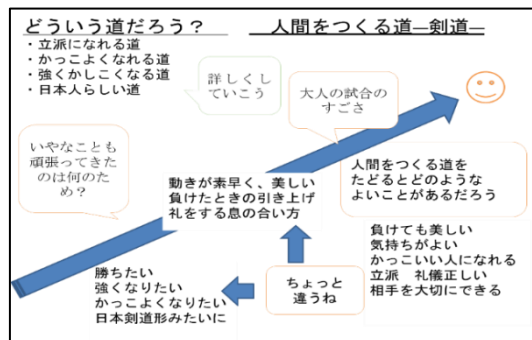 どういう道だろう？
・立派になれる道
・かっこよくなれる道
・強くかしこくなる道
・日本人らしい道
人間をつくる道―剣道―
詳しくし
ていこう
大人の試合の
すごさ
いやなことも
頑張ってきた
のは何のた
め？
動きが素早く、美しい
負けたときの引き上げ
礼をする息の合い方
人間をつくる道を
たどるとどのような
よいことがあるだろう
負けても美しい
気持ちがよい
かっこいい人になれる
立派　礼儀正しい
相手を大切にできる
ちょっと
違うね
勝ちたい
強くなりたい
かっこよくなりたい
日本剣道形みたいに